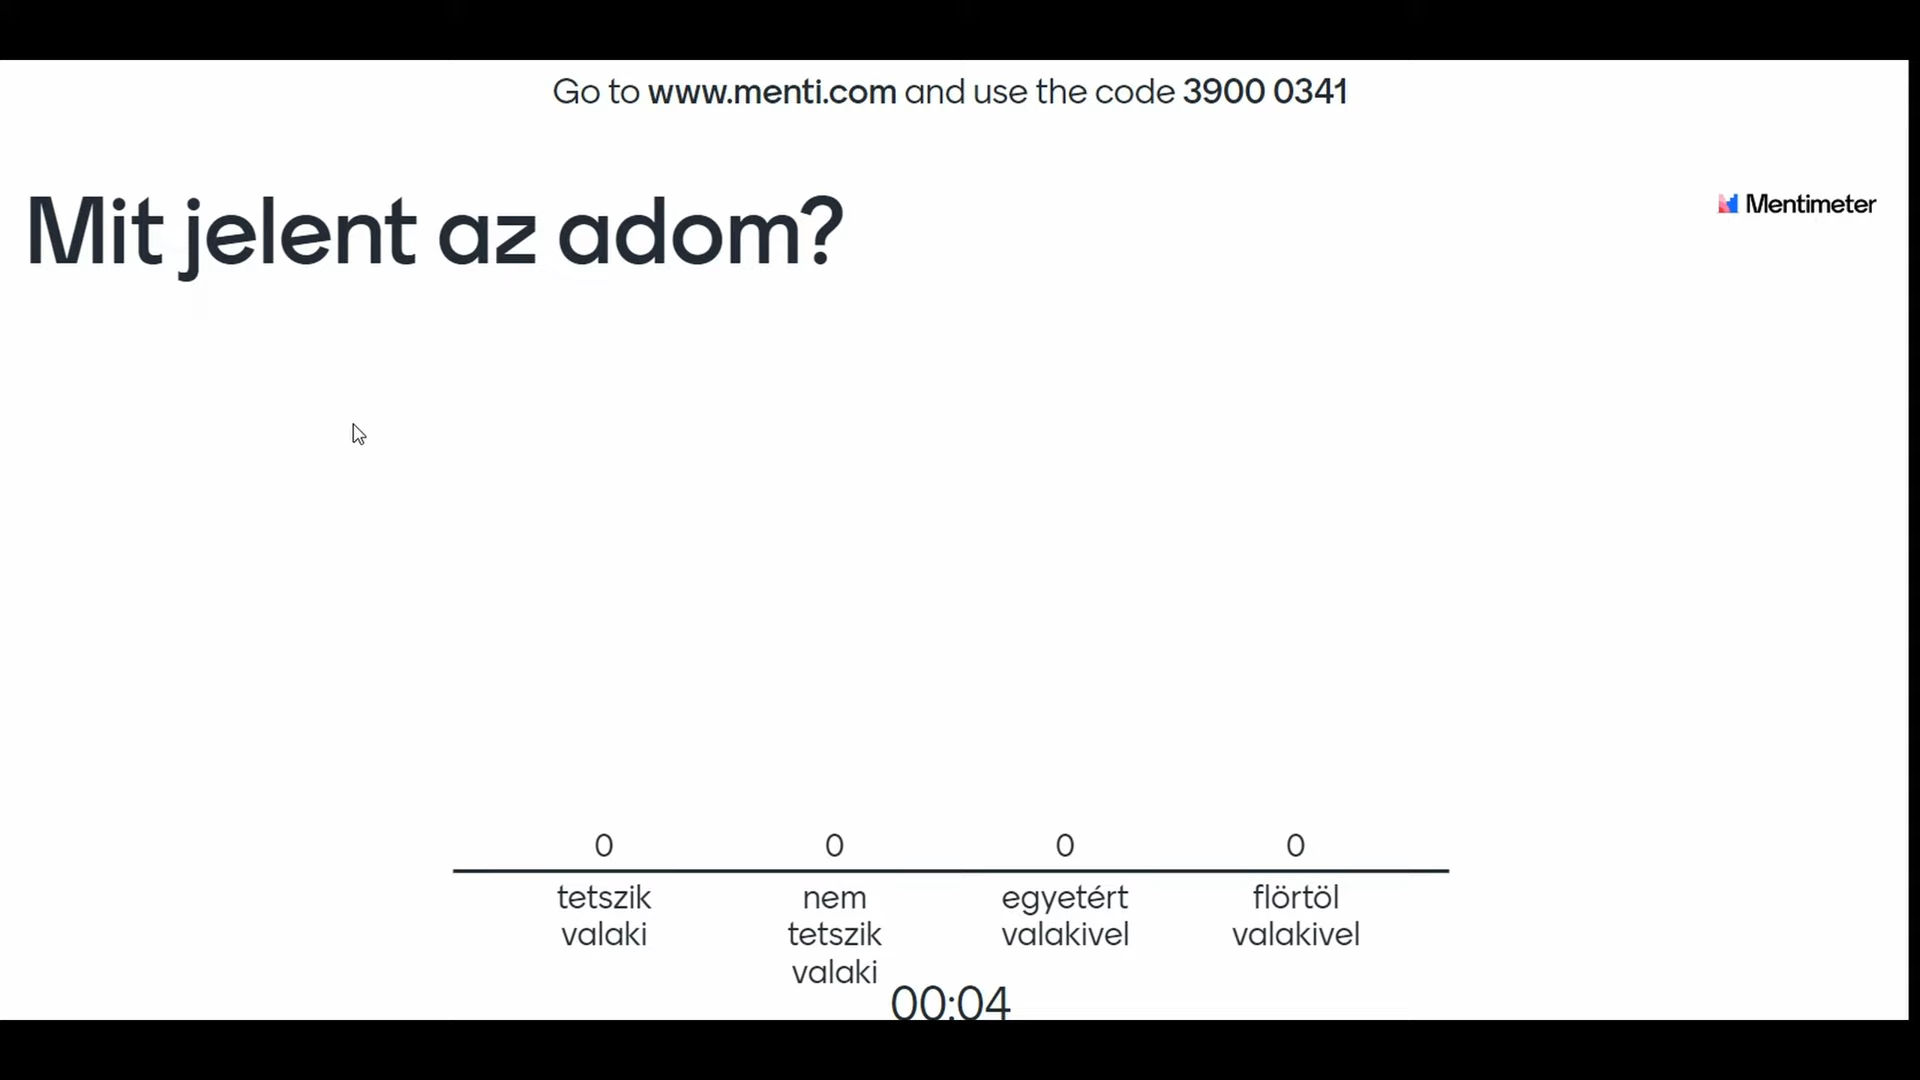 Go to www.menti.com and use the code 3900 0341
Mit jelent az adom?
Mentimeter
0
0
0
0
tetszik
valaki
nem
tetszik
valaki
egyetért
valakivel
flörtöl
valakivel
00:04